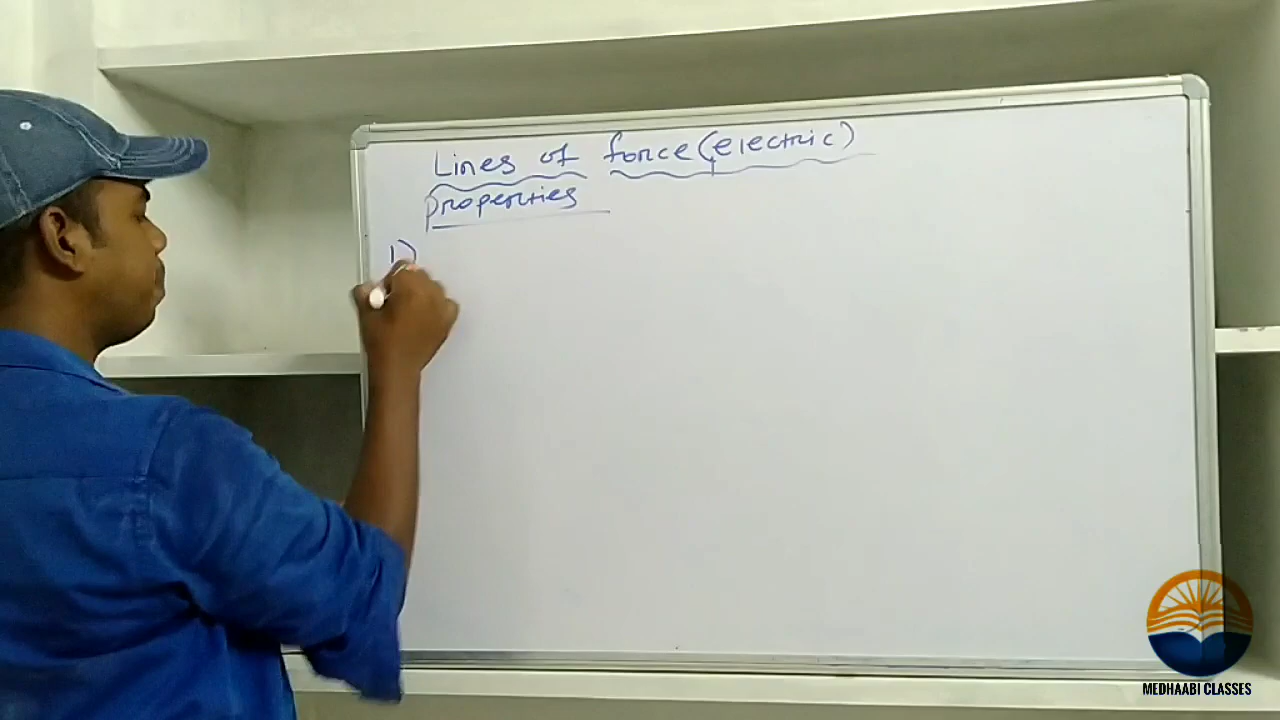 Lines of force (electric)
properties
1)
MEDHAABI CLASSES